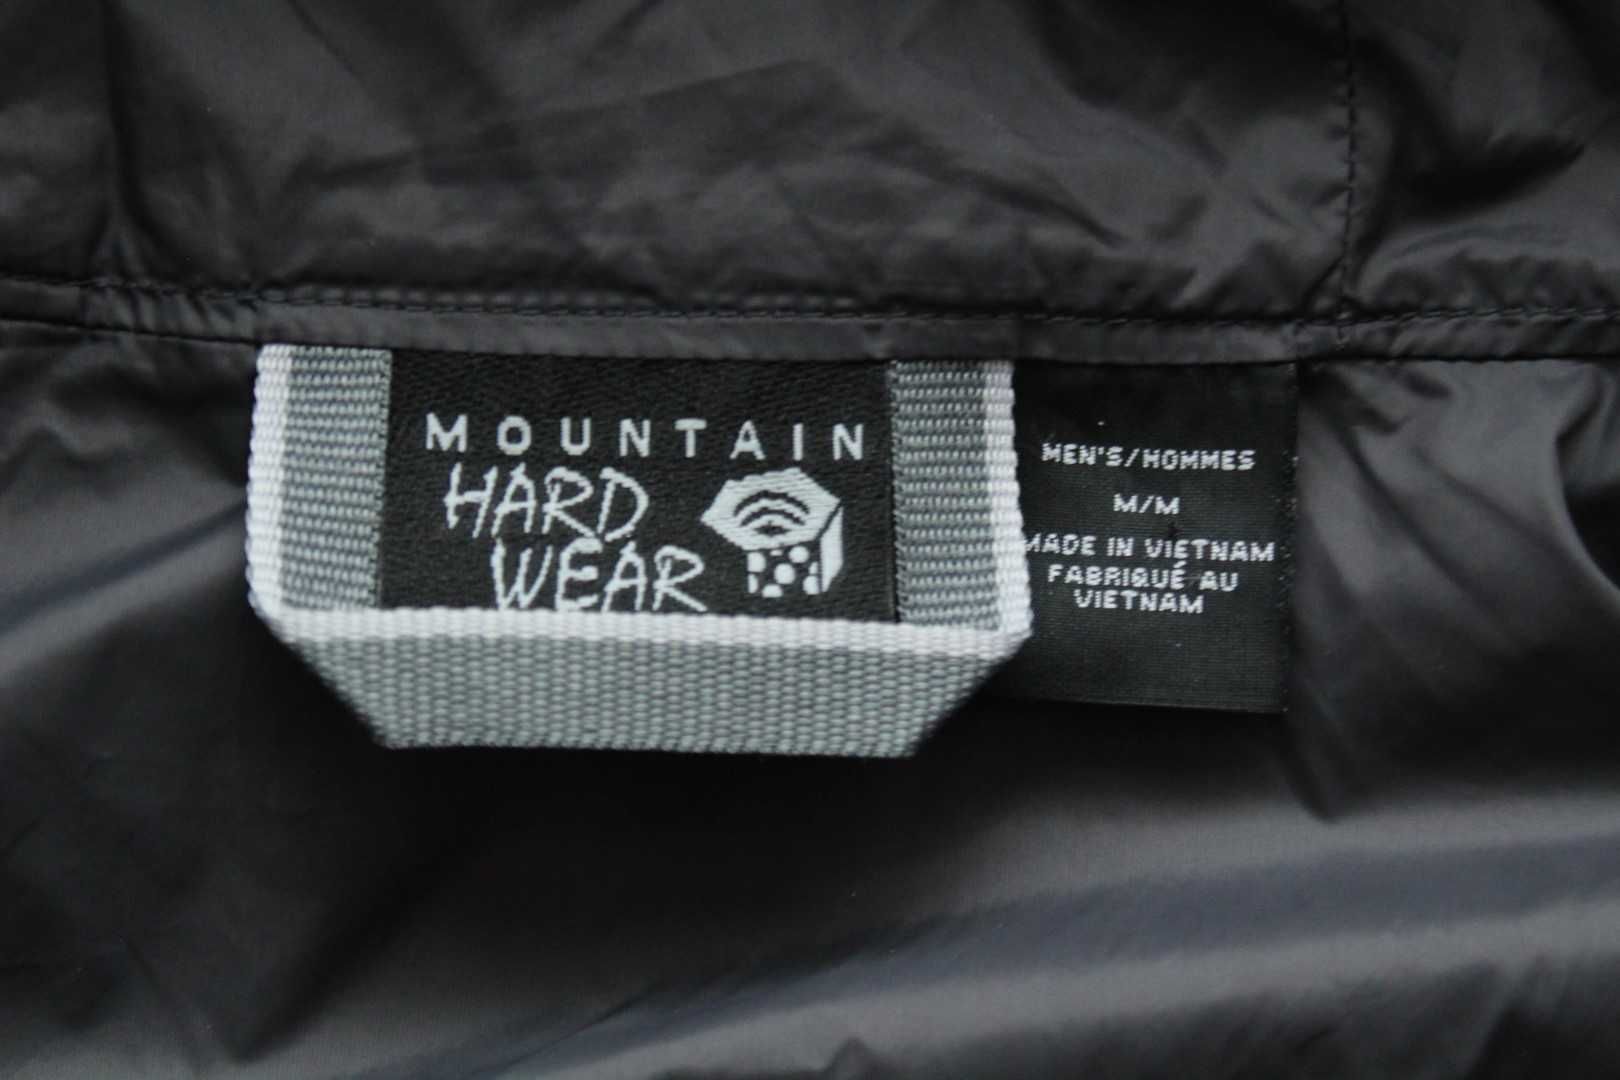 MOUNTAIN
HARD
WEAR
MEN'S/HOMMES
M/M
MADE IN VIETNAM
FABRIQUÉ AU
VIETNAM